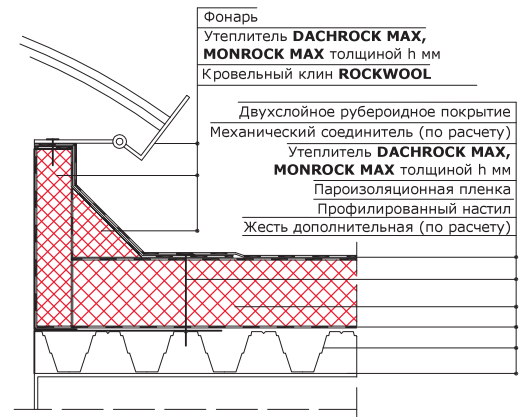 Фонарь
Утеплитель DACHROCK MAX,
MONROCK MAX толщиной h мм
Кровельный клин ROCKWOOL
Двухслойное рубероидное покрытие
Механический соединитель (по расчету)
Утеплитель DACHROCK MAX,
MONROCK MAX толщиной h мм
Пароизоляционная пленка
Профилированный настил
Жесть дополнительная (по расчету)